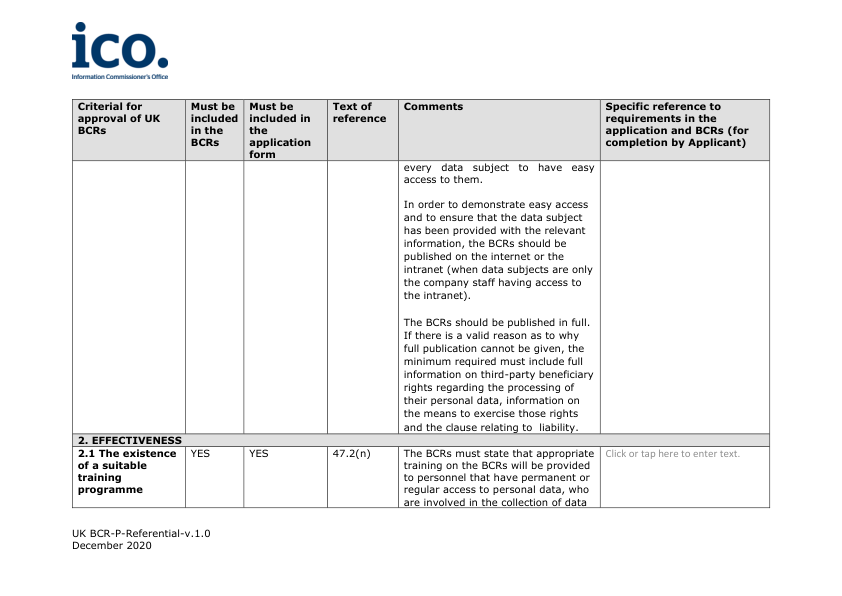 ico.
Information Commissioner's Office
Criterial for approval of UK BCRs
Must be included in the BCRs
Must be included in the application form
Text of reference
Comments
Specific reference to requirements in the application and BCRs (for completion by Applicant)
every data subject to have easy
access to them.
In order to demonstrate easy access
and to ensure that the data subject
has been provided with the relevant
information, the BCRs should be
published on the internet or the
intranet (when data subjects are only
the company staff having access to
the intranet).
The BCRs should be published in full.
If there is a valid reason as to why
full publication cannot be given, the
minimum required must include full
information on third-party beneficiary
rights regarding the processing of
their personal data, information on
the means to exercise those rights
and the clause relating to liability.
2. EFFECTIVENESS
2.1 The existence
of a suitable
training
programme
YES
YES
47.2(n)
The BCRs must state that appropriate
training on the BCRs will be provided
to personnel that have permanent or
regular access to personal data, who
are involved in the collection of data
Click or tap here to enter text.
UK BCR-P-Referential-v.1.0
December 2020